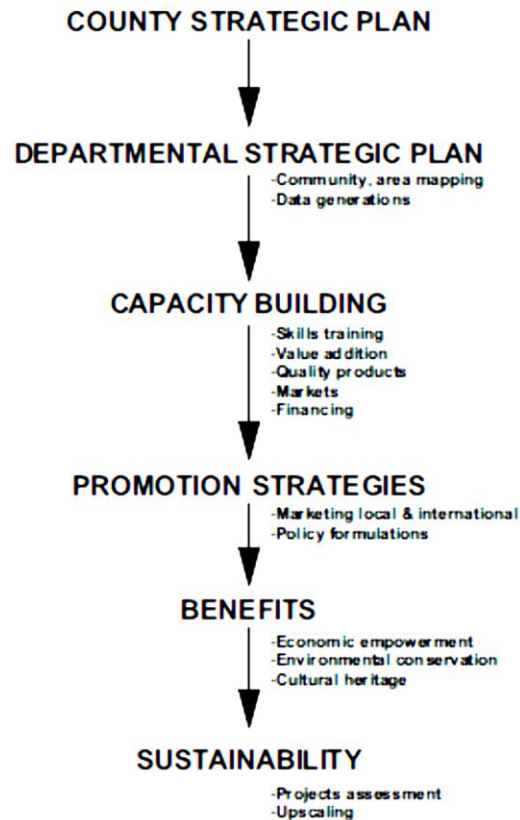 COUNTY STRATEGIC PLAN
DEPARTMENTAL STRATEGIC PLAN
-Community, area mapping
-Data generations
CAPACITY BUILDING
-Skills training
-Value addition
-Quality products
-Markets
-Financing
PROMOTION STRATEGIES
-Marketing local & international
-Policy formulations
BENEFITS
-Economic empowerment
-Environmental conservation
-Cultural heritage
SUSTAINABILITY
-Projects assessment
-Upscaling